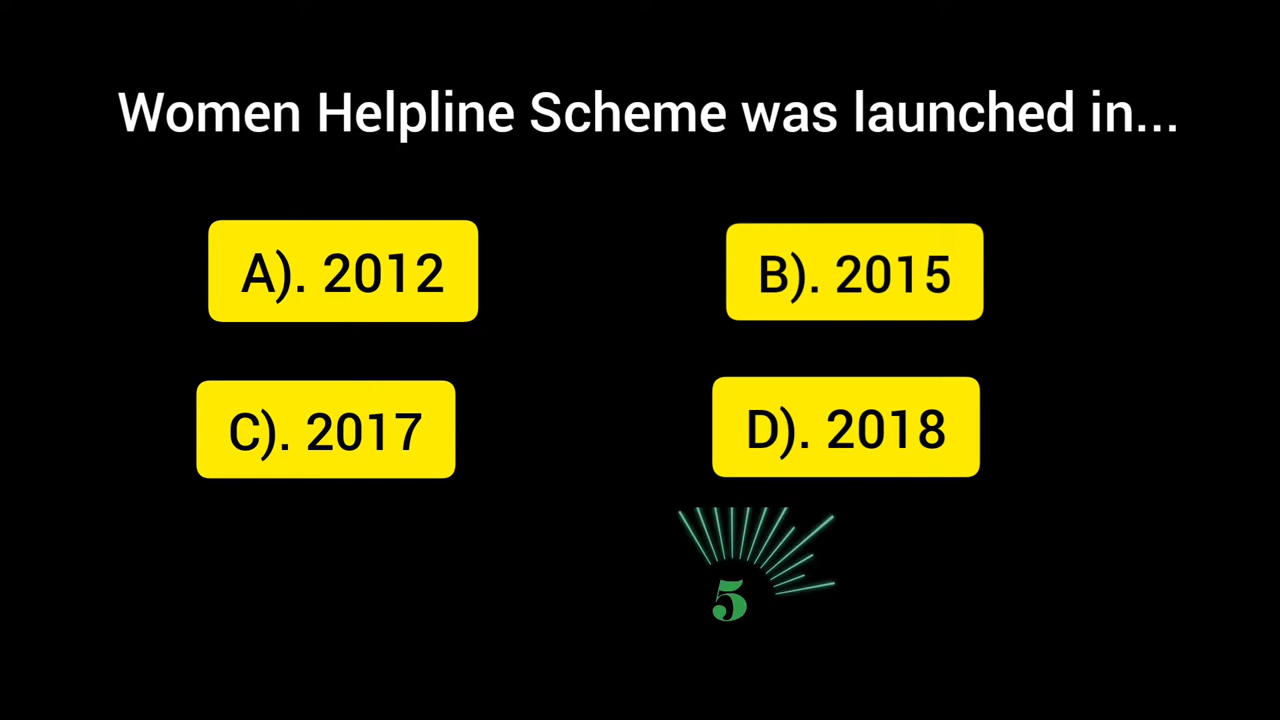 Women Helpline Scheme was launched in...
A). 2012
B). 2015
C). 2017
D). 2018
5